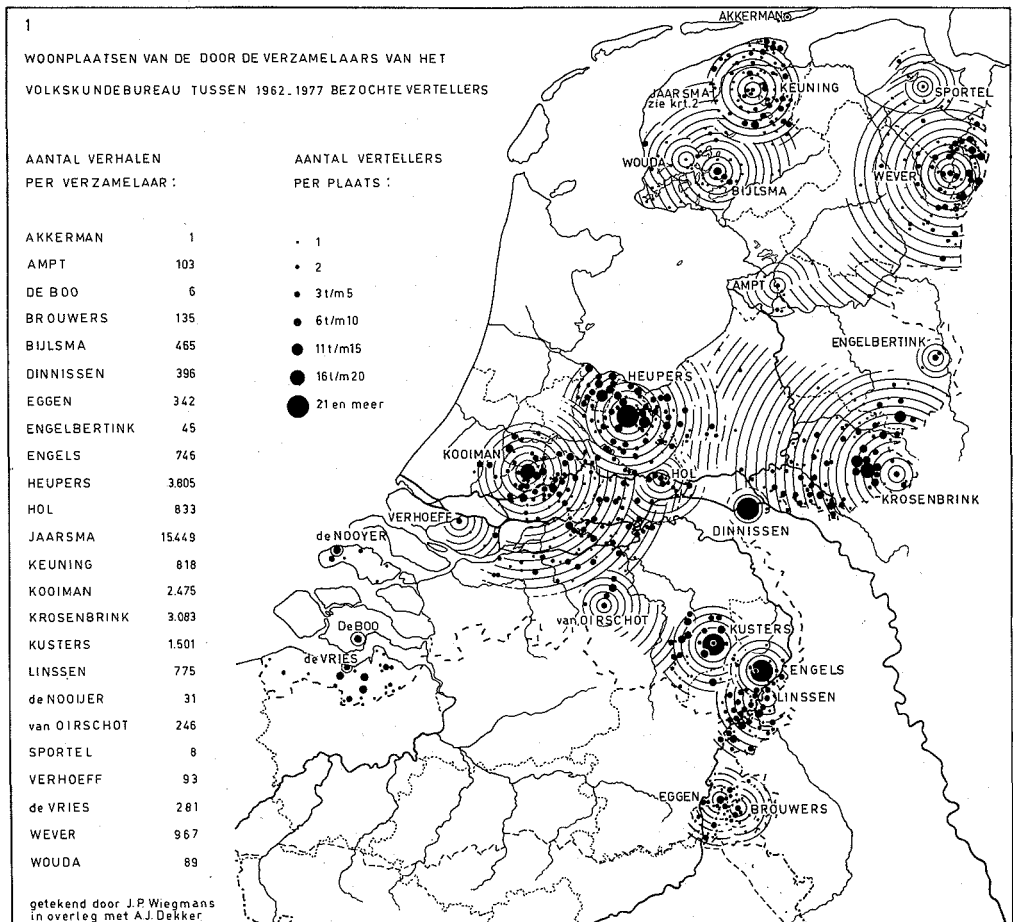 1
WOONPLAATSEN VAN DE DOOR DE VERZAMELAARS VAN HET
VOLKSKUNDEBUREAU TUSSEN 1962-1977 BEZOCHTE VERTELLERS
AANTAL VERHALEN
PER VERZAMELAAR :
AKKERMAN 1
AMPT 103
DE BOO 6
BROUWERS 135
BIJLSMA 465
DINNISSEN 396
EGGEN 342
ENGELBERTINK 45
ENGELS 746
HEUPERS 3.805
HOL 833
JAARSMA 15.449
KEUNING 818
KOOIMAN 2.475
KROSENBRINK 3.083
KUSTERS 1.501
LINSSEN 775
de NOOIJER 31
van OIRSCHOT 246
SPORTEL 8
VERHOEFF 93
de VRIES 281
WEVER 967
WOUDA 89
getekend door J.P. Wiegmans
in overleg met A.J. Dekker
AANTAL VERTELLERS
PER PLAATS :
1
2
3 t/m 5
6 t/m 10
11 t/m 15
16 t/m 20
21 en meer
AKKERMAN
JAARSMA
zie krt.2
KEUNING
SPORTEL
WOUDA
BIJLSMA
WEVER
AMPT
ENGELBERTINK
HEUPERS
KOOIMAN
HOL
KROSENBRINK
VERHOEFF
DINNISSEN
de NOOYER
van OIRSCHOT
De BOO
KUSTERS
de VRIES
ENGELS
LINSSEN
EGGEN
BROUWERS